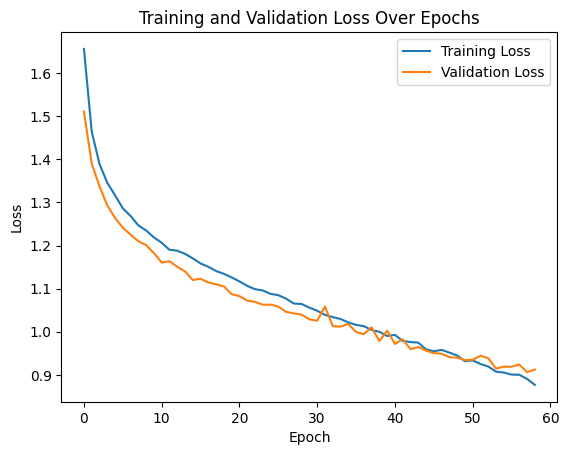 Training and Validation Loss Over Epochs
Training Loss
Validation Loss
Loss
1.6
1.5
1.4
1.3
1.2
1.1
1.0
0.9
0 10 20 30 40 50 60
Epoch